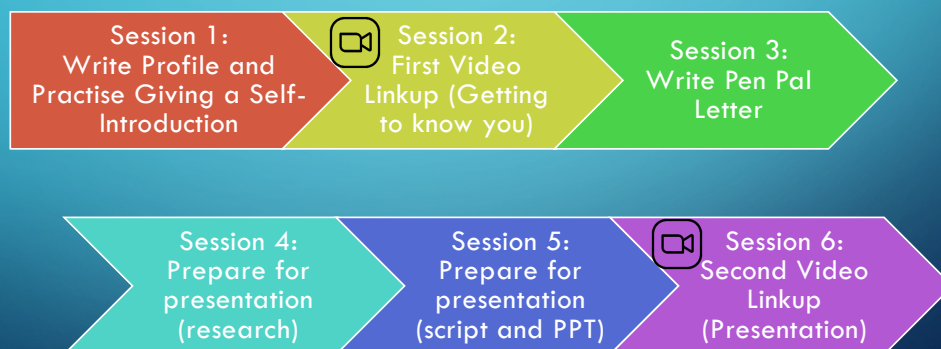 Session 1:
Write Profile and
Practise Giving a Self-
Introduction
Session 2:
First Video
Linkup (Getting
to know you)
Session 3:
Write Pen Pal
Letter
Session 4:
Prepare for
presentation
(research)
Session 5:
Prepare for
presentation
(script and PPT)
Session 6:
Second Video
Linkup
(Presentation)